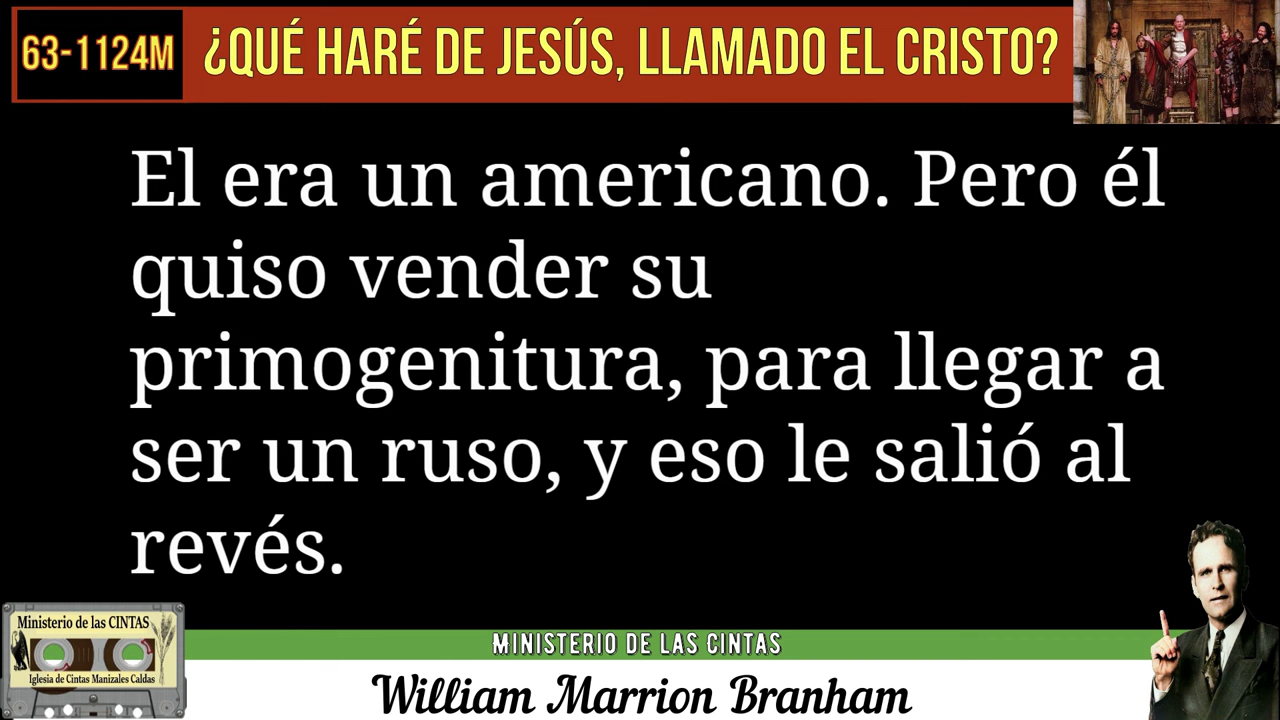 63-1124M
¿QUÉ HARÉ DE JESÚS, LLAMADO EL CRISTO?
El era un americano. Pero él
quiso vender su
primogenitura, para llegar a
ser un ruso, y eso le salió al
revés.
Ministerio de las CINTAS
Iglesia de Cintas Manizales Caldas
MINISTERIO DE LAS CINTAS
William Marrion Branham